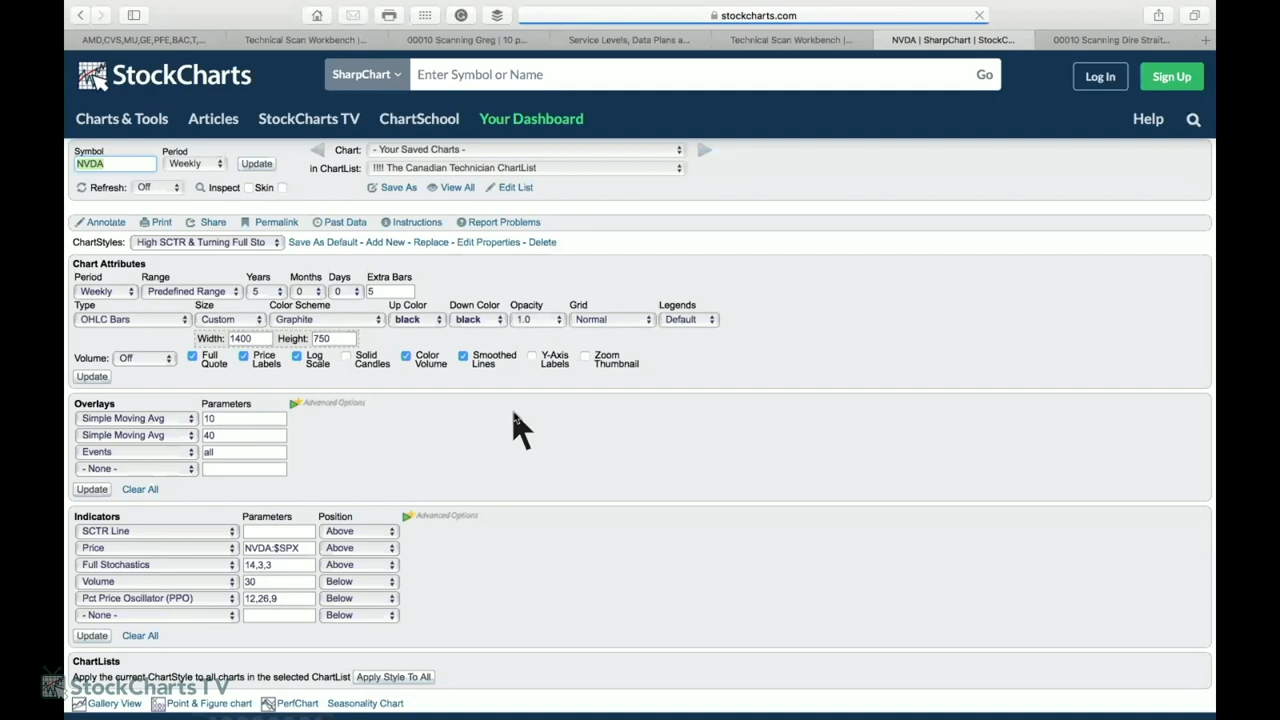 stockcharts.com
AMD,CVS,MU,GE,PFE,BAC,T,... Technical Scan Workbench |... 00010 Scanning Greg | 10 p... Service Levels, Data Plans a... Technical Scan Workbench |... NVDA | SharpChart | StockC... 00010 Scanning Dire Strait...
StockCharts SharpChart Enter Symbol or Name Go Log In Sign Up
Charts & Tools Articles StockCharts TV ChartSchool Your Dashboard Help
Symbol Period Chart: - Your Saved Charts -
NVDA Weekly Update in ChartList: !!!! The Canadian Technician ChartList
Refresh: Off Inspect Skin Save As View All Edit List
Annotate Print Share Permalink Past Data Instructions Report Problems
ChartStyles: High SCTR & Turning Full Sto Save As Default - Add New - Replace - Edit Properties - Delete
Chart Attributes
Period Range Years Months Days Extra Bars
Weekly Predefined Range 5 0 0 5
Type Size Color Scheme Up Color Down Color Opacity Grid Legends
OHLC Bars Custom Graphite black black 1.0 Normal Default
Width: 1400 Height: 750
Volume: Off Full Quote Price Labels Log Scale Solid Candles Color Volume Smoothed Lines Y-Axis Labels Zoom Thumbnail
Update
Overlays Parameters Advanced Options
Simple Moving Avg 10
Simple Moving Avg 40
Events all
- None -
Update Clear All
Indicators Parameters Position Advanced Options
SCTR Line Above
Price NVDA:$SPX Above
Full Stochastics 14,3,3 Above
Volume 30 Below
Pct Price Oscillator (PPO) 12,26,9 Below
- None - Below
Update Clear All
ChartLists
Apply the current ChartStyle to all charts in the selected ChartList Apply Style To All
StockCharts TV
Gallery View Point & Figure chart PerfChart Seasonality Chart